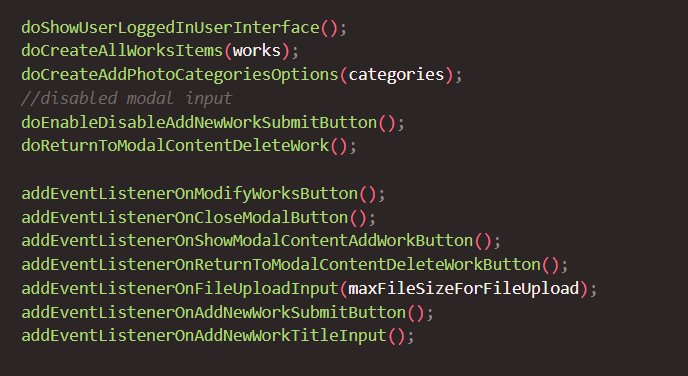 doShowUserLoggedInUserInterface();
doCreateAllWorksItems(works);
doCreateAddPhotoCategoriesOptions(categories);
//disabled modal input
doEnableDisableAddNewWorkSubmitButton();
doReturnToModalContentDeleteWork();

addEventListenerOnModifyWorksButton();
addEventListenerOnCloseModalButton();
addEventListenerOnShowModalContentAddWorkButton();
addEventListenerOnReturnToModalContentDeleteWorkButton();
addEventListenerOnFileUploadInput(maxFileSizeForFileUpload);
addEventListenerOnAddNewWorkSubmitButton();
addEventListenerOnAddNewWorkTitleInput();